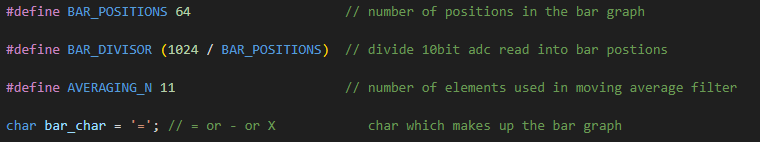 #define BAR_POSITIONS 64 // number of positions in the bar graph
#define BAR_DIVISOR (1024 / BAR_POSITIONS) // divide 10bit adc read into bar postions
#define AVERAGING_N 11 // number of elements used in moving average filter
char bar_char = '='; // = or - or X char which makes up the bar graph